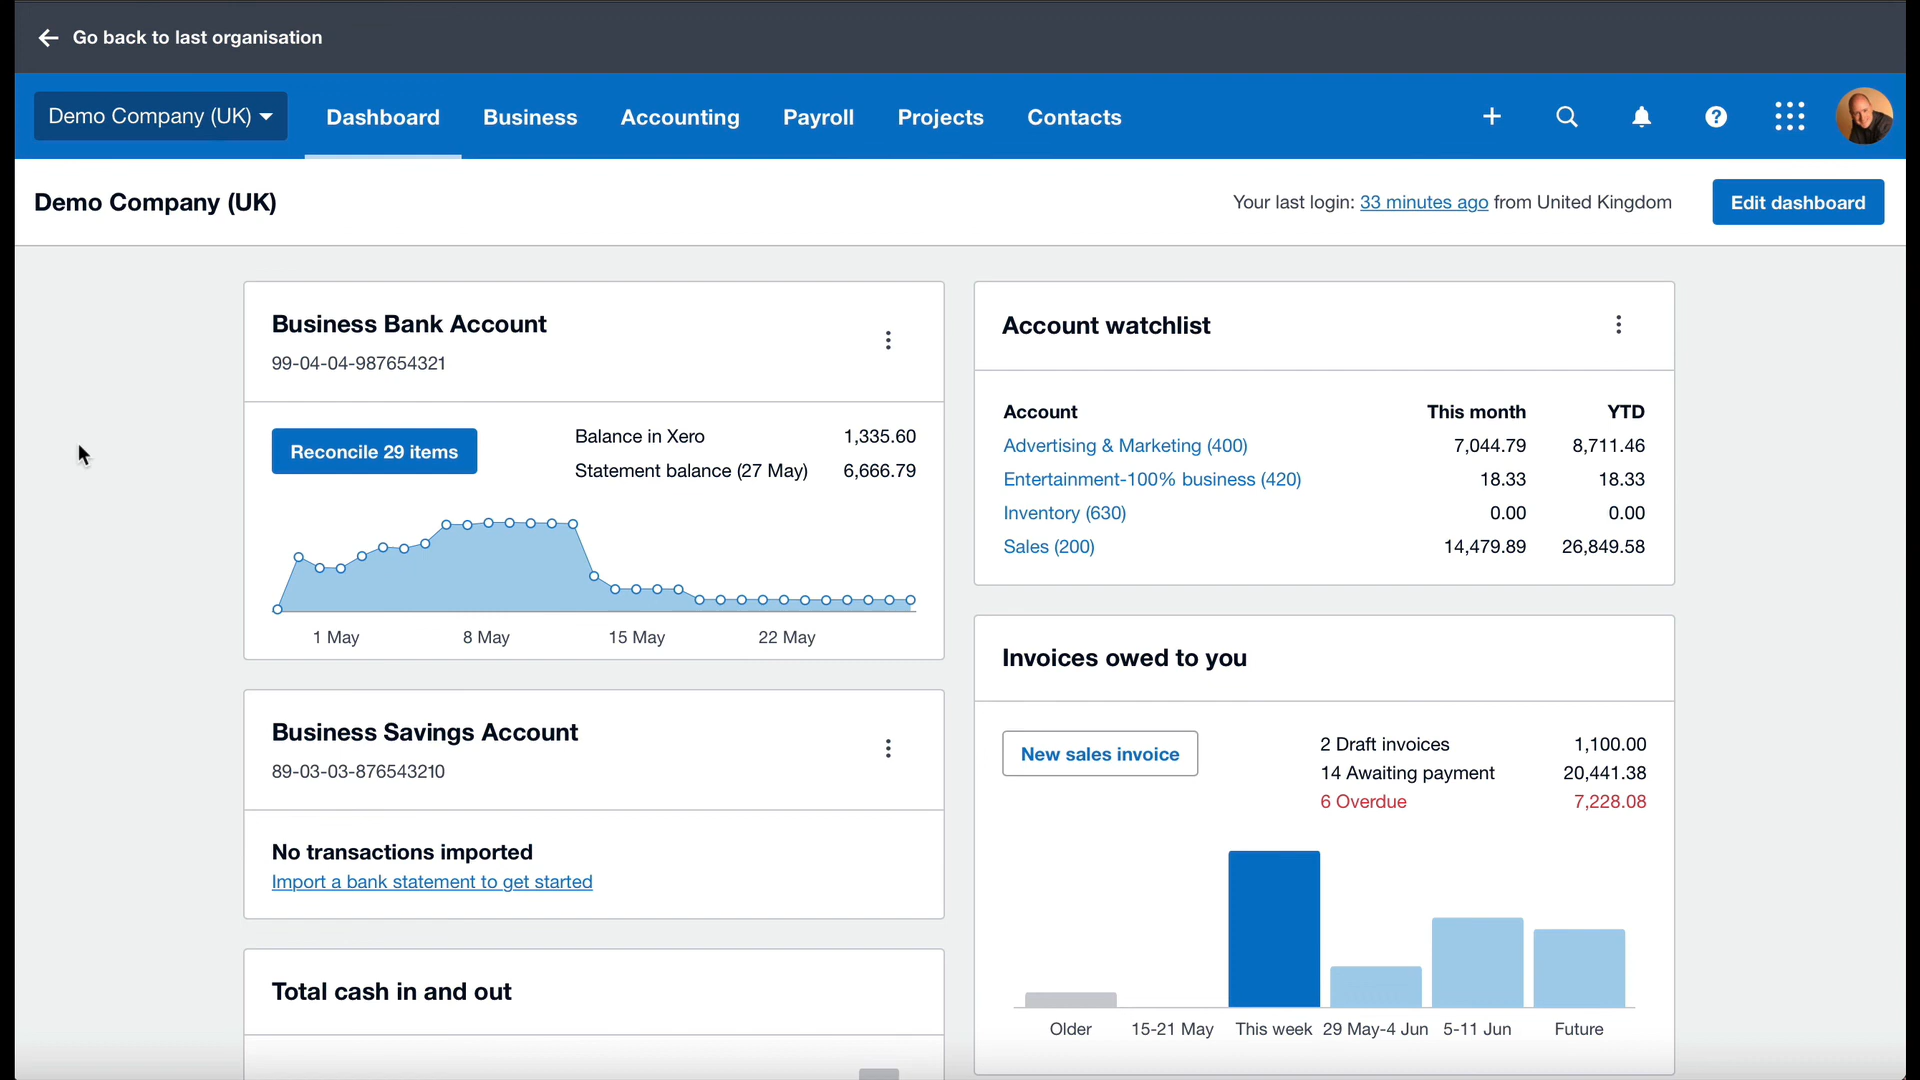 Go back to last organisation
Demo Company (UK)
Dashboard
Business
Accounting
Payroll
Projects
Contacts
Demo Company (UK)
Your last login: 33 minutes ago from United Kingdom
Edit dashboard
Business Bank Account
99-04-04-987654321
Reconcile 29 items
Balance in Xero 1,335.60
Statement balance (27 May) 6,666.79
1 May 8 May 15 May 22 May
Business Savings Account
89-03-03-876543210
No transactions imported
Import a bank statement to get started
Total cash in and out
Account watchlist
Account This month YTD
Advertising & Marketing (400) 7,044.79 8,711.46
Entertainment-100% business (420) 18.33 18.33
Inventory (630) 0.00 0.00
Sales (200) 14,479.89 26,849.58
Invoices owed to you
New sales invoice
2 Draft invoices 1,100.00
14 Awaiting payment 20,441.38
6 Overdue 7,228.08
Older 15-21 May This week 29 May-4 Jun 5-11 Jun Future